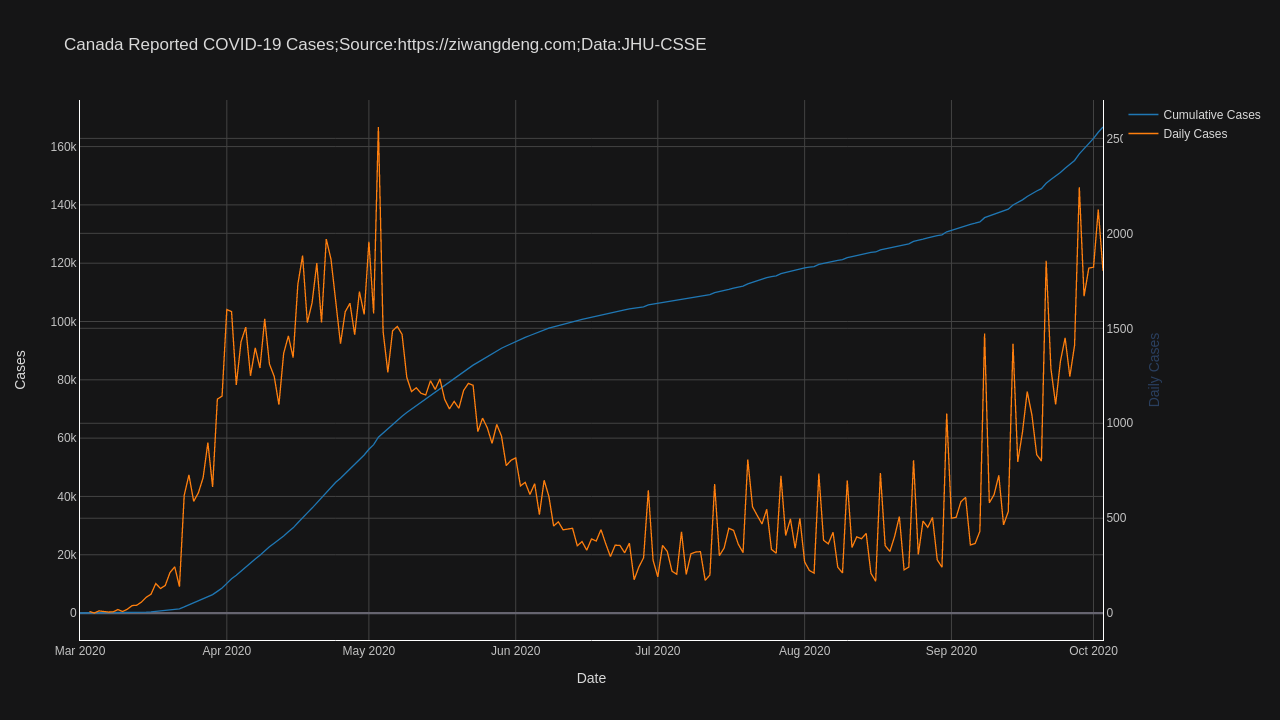 Canada Reported COVID-19 Cases;Source:https://ziwangdeng.com;Data:JHU-CSSE
Cumulative Cases
Daily Cases
160k
140k
120k
100k
80k
60k
40k
20k
0
Cases
2000
1500
1000
500
0
Daily Cases
Mar 2020
Apr 2020
May 2020
Jun 2020
Jul 2020
Aug 2020
Sep 2020
Oct 2020
Date